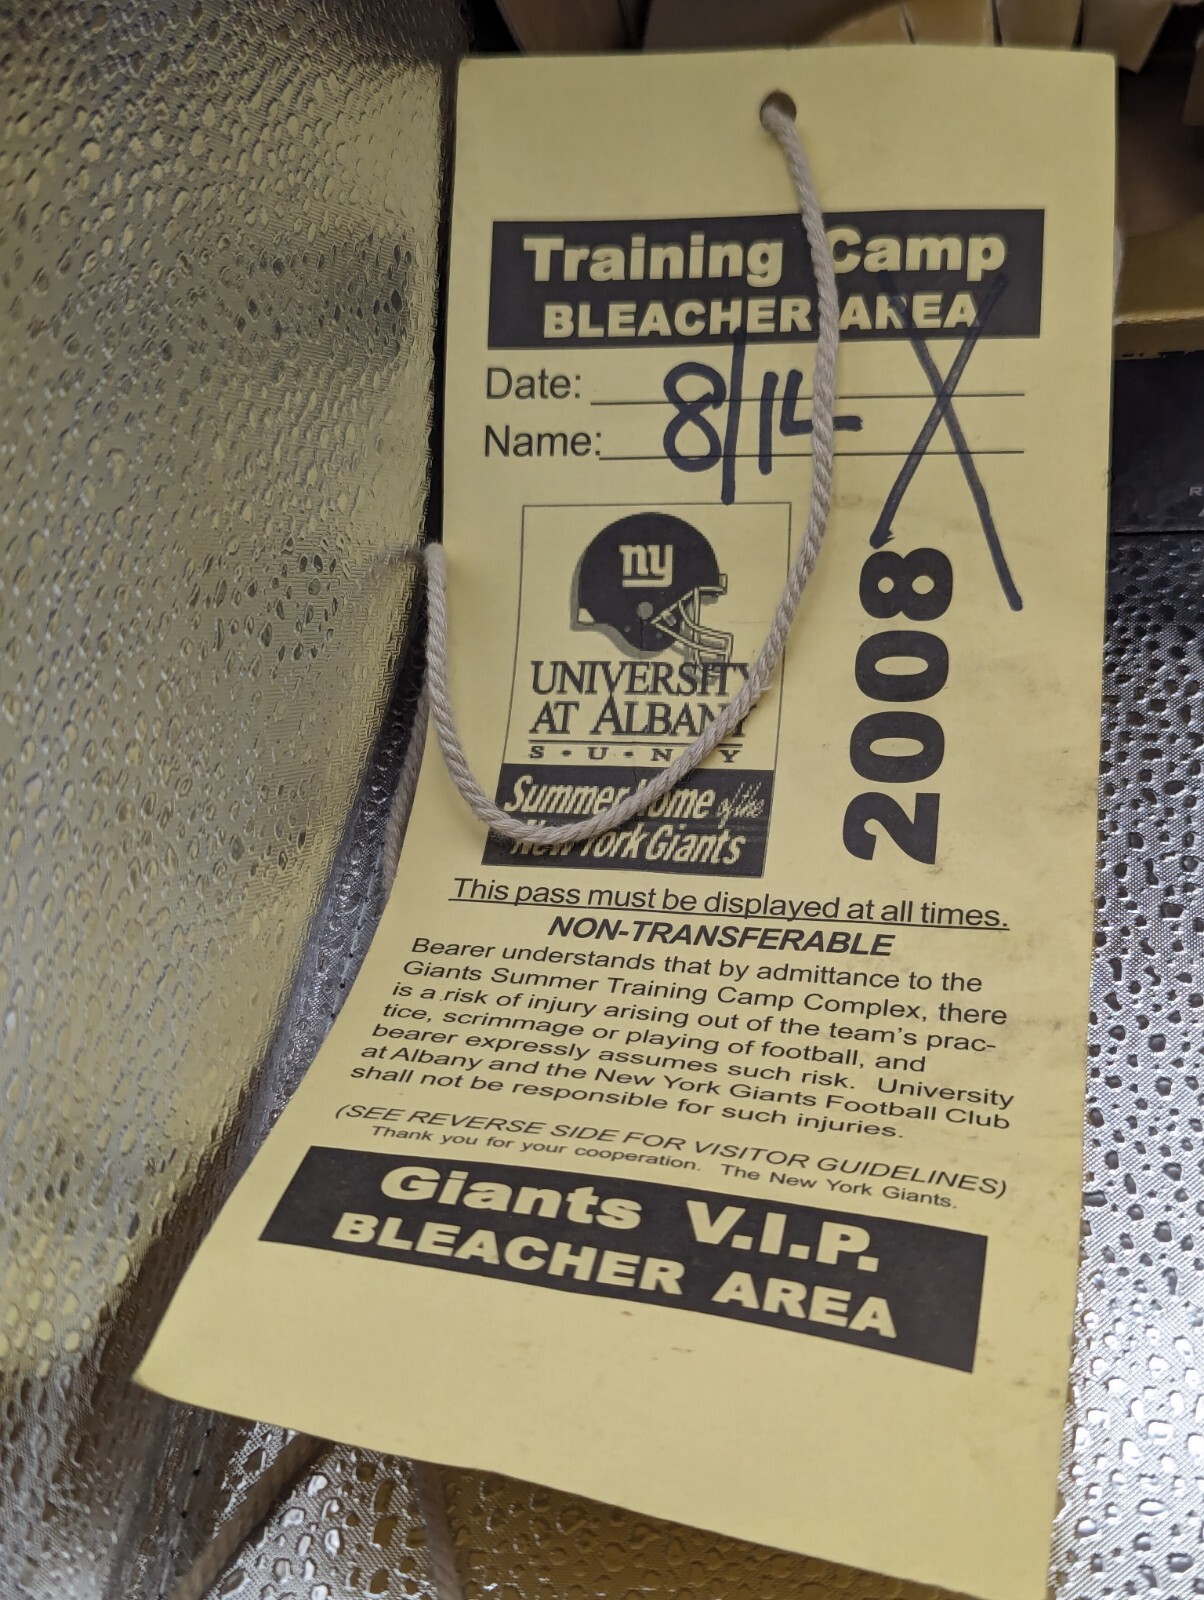 Training Camp
BLEACHER AREA
Date:
8/14 X
Name:
ny
UNIVERSITY
AT ALBANY
S • U • N Y
Summer Home of the
New York Giants
2008
This pass must be displayed at all times.
NON-TRANSFERABLE
Bearer understands that by admittance to the
Giants Summer Training Camp Complex, there
is a risk of injury arising out of the team's prac-
tice, scrimmage or playing of football, and
bearer expressly assumes such risk. University
at Albany and the New York Giants Football Club
shall not be responsible for such injuries.
(SEE REVERSE SIDE FOR VISITOR GUIDELINES)
Thank you for your cooperation. The New York Giants.
Giants V.I.P.
BLEACHER AREA